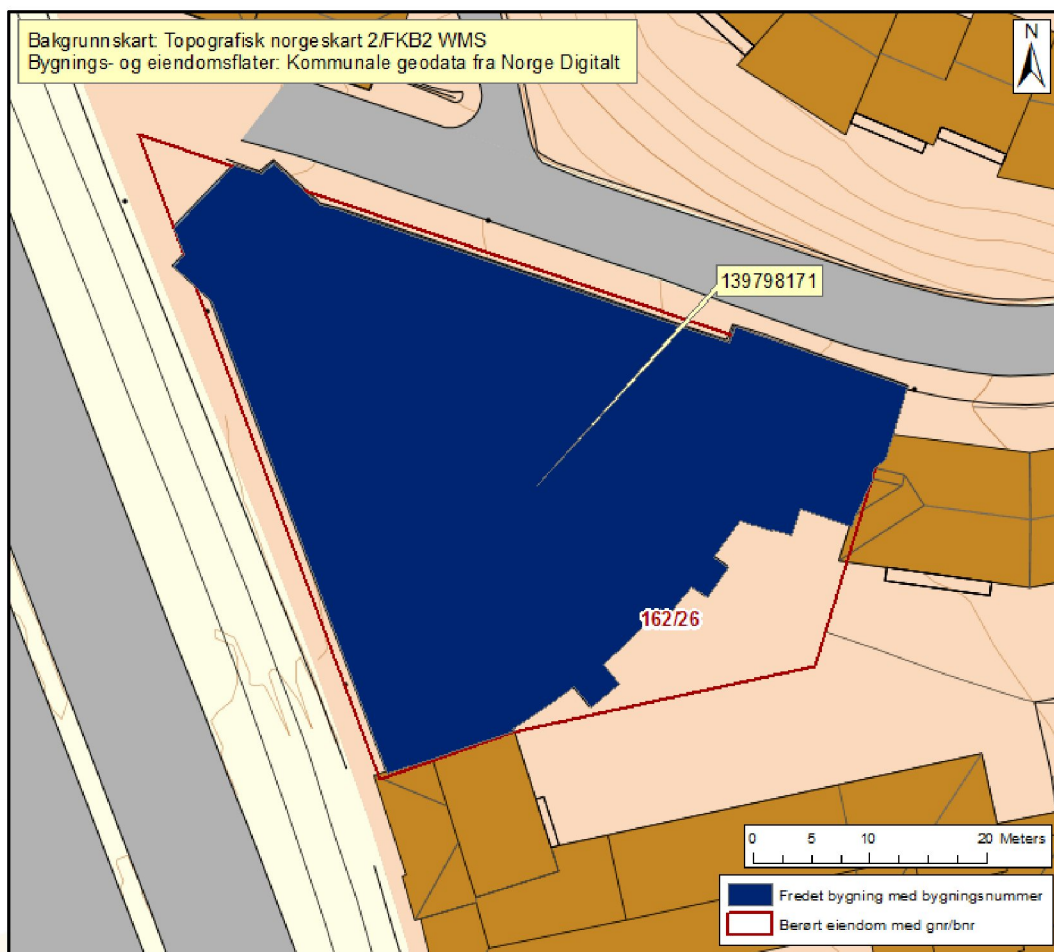 Bakgrunnskart: Topografisk norgeskart 2/FKB2 WMS
Bygnings- og eiendomsflater: Kommunale geodata fra Norge Digitalt
N
139798171
162/26
0 5 10 20 Meters
Fredet bygning med bygningsnummer
Berørt eiendom med gnr/bnr